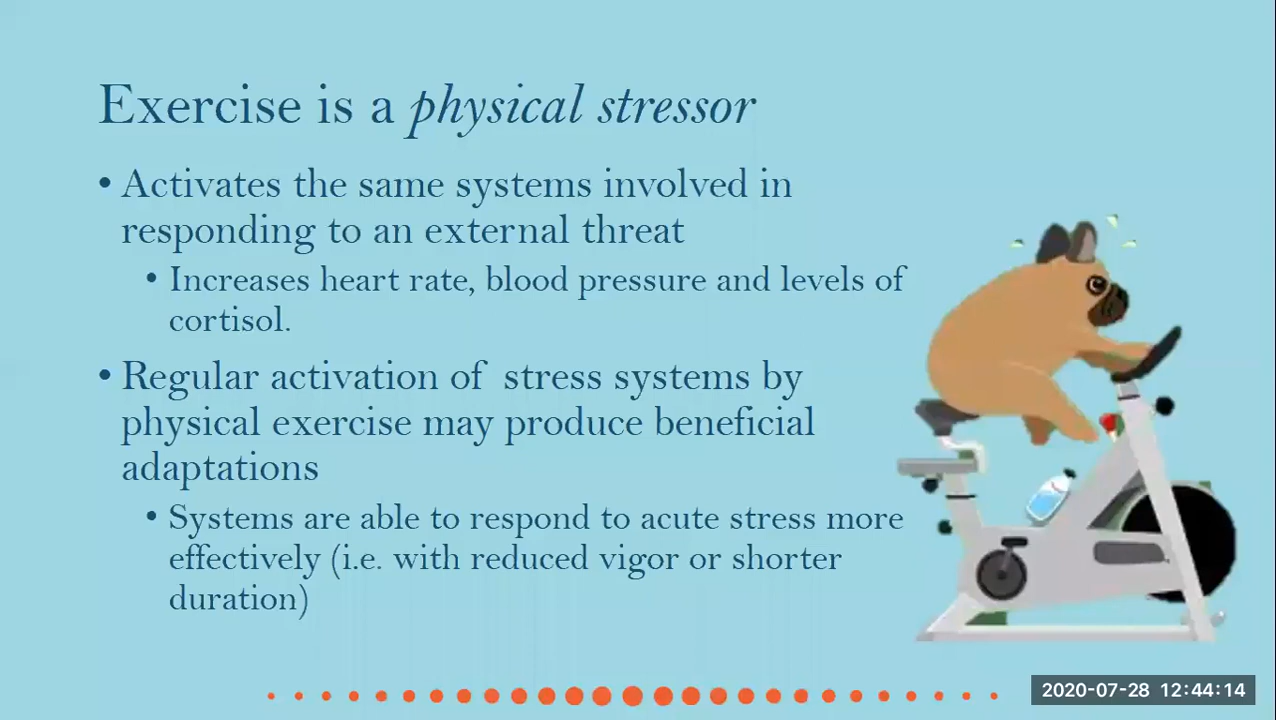 Exercise is a physical stressor
• Activates the same systems involved in
responding to an external threat
• Increases heart rate, blood pressure and levels of
cortisol.
• Regular activation of stress systems by
physical exercise may produce beneficial
adaptations
• Systems are able to respond to acute stress more
effectively (i.e. with reduced vigor or shorter
duration)
2020-07-28 12:44:14